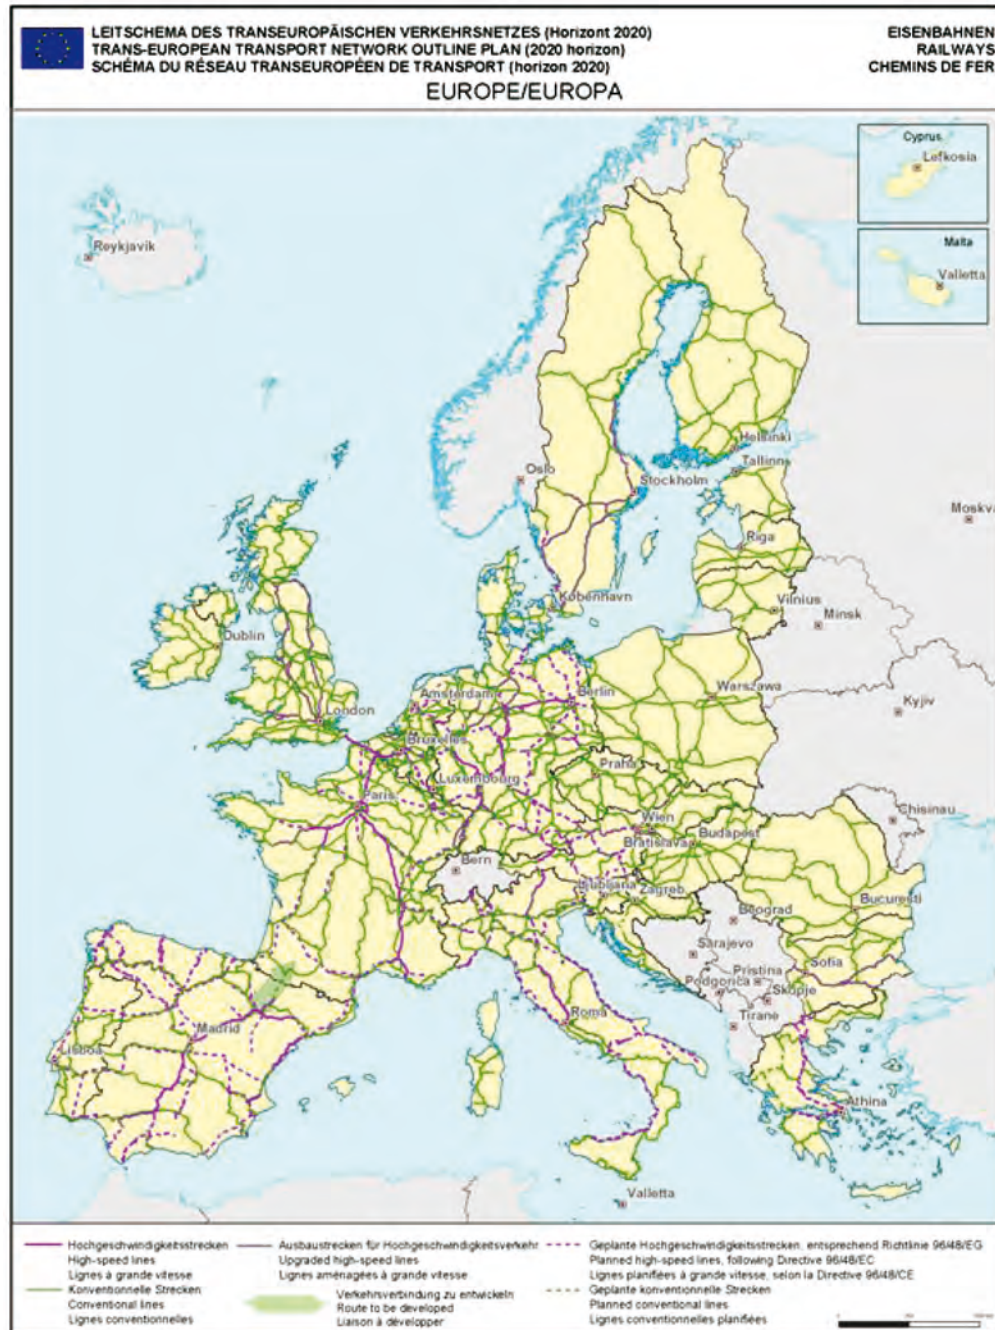 LEITSCHEMA DES TRANSEUROPÄISCHEN VERKEHRSNETZES (Horizont 2020)
TRANS-EUROPEAN TRANSPORT NETWORK OUTLINE PLAN (2020 horizon)
SCHÉMA DU RÉSEAU TRANSEUROPÉEN DE TRANSPORT (horizon 2020)
EISENBAHNEN
RAILWAYS
CHEMINS DE FER
EUROPE/EUROPA
Cyprus
Lefkosia
Malta
Valletta
Reykjavik
Helsinki
Tallinn
Oslo
Stockholm
Moskva
Riga
København
Vilnius
Minsk
Dublin
Amsterdam
Berlin
Warszawa
London
Kyjiv
Bruxelles
Praha
Luxembourg
Paris
Chisinau
Wien
Budapest
Bratislava
Bern
Ljubljana
Zagreb
Bucuresti
Beograd
Sarajevo
Sofia
Pristina
Podgorica
Skopje
Tirane
Roma
Madrid
Lisboa
Athina
Valletta
Hochgeschwindigkeitsstrecken
High-speed lines
Lignes à grande vitesse
Konventionnelle Strecken
Conventional lines
Lignes conventionnelles
Ausbaustrecken für Hochgeschwindigkeitsverkehr
Upgraded high-speed lines
Lignes aménagées à grande vitesse
Verkehrsverbindung zu entwickeln
Route to be developed
Liaison à développer
Geplante Hochgeschwindigkeitsstrecken, entsprechend Richtlinie 96/48/EG
Planned high-speed lines, following Directive 96/48/EC
Lignes planifiées à grande vitesse, selon la Directive 96/48/CE
Geplante konventionelle Strecken
Planned conventional lines
Lignes conventionnelles planifiées